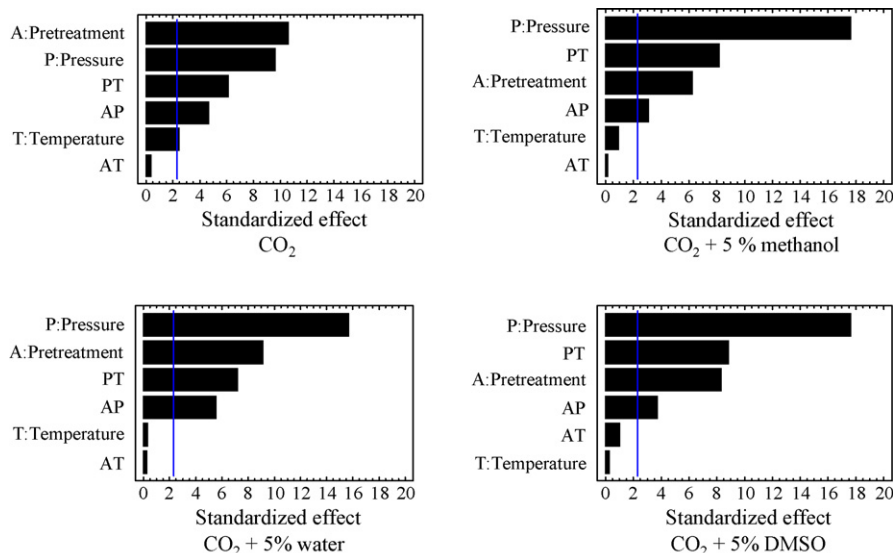 A:Pretreatment
P:Pressure
PT
AP
T:Temperature
AT
0 2 4 6 8 10 12 14 16 18 20
Standardized effect
CO2
P:Pressure
PT
A:Pretreatment
AP
T:Temperature
AT
0 2 4 6 8 10 12 14 16 18 20
Standardized effect
CO2 + 5 % methanol
P:Pressure
A:Pretreatment
PT
AP
T:Temperature
AT
0 2 4 6 8 10 12 14 16 18 20
Standardized effect
CO2 + 5% water
P:Pressure
PT
A:Pretreatment
AP
AT
T:Temperature
0 2 4 6 8 10 12 14 16 18 20
Standardized effect
CO2 + 5% DMSO